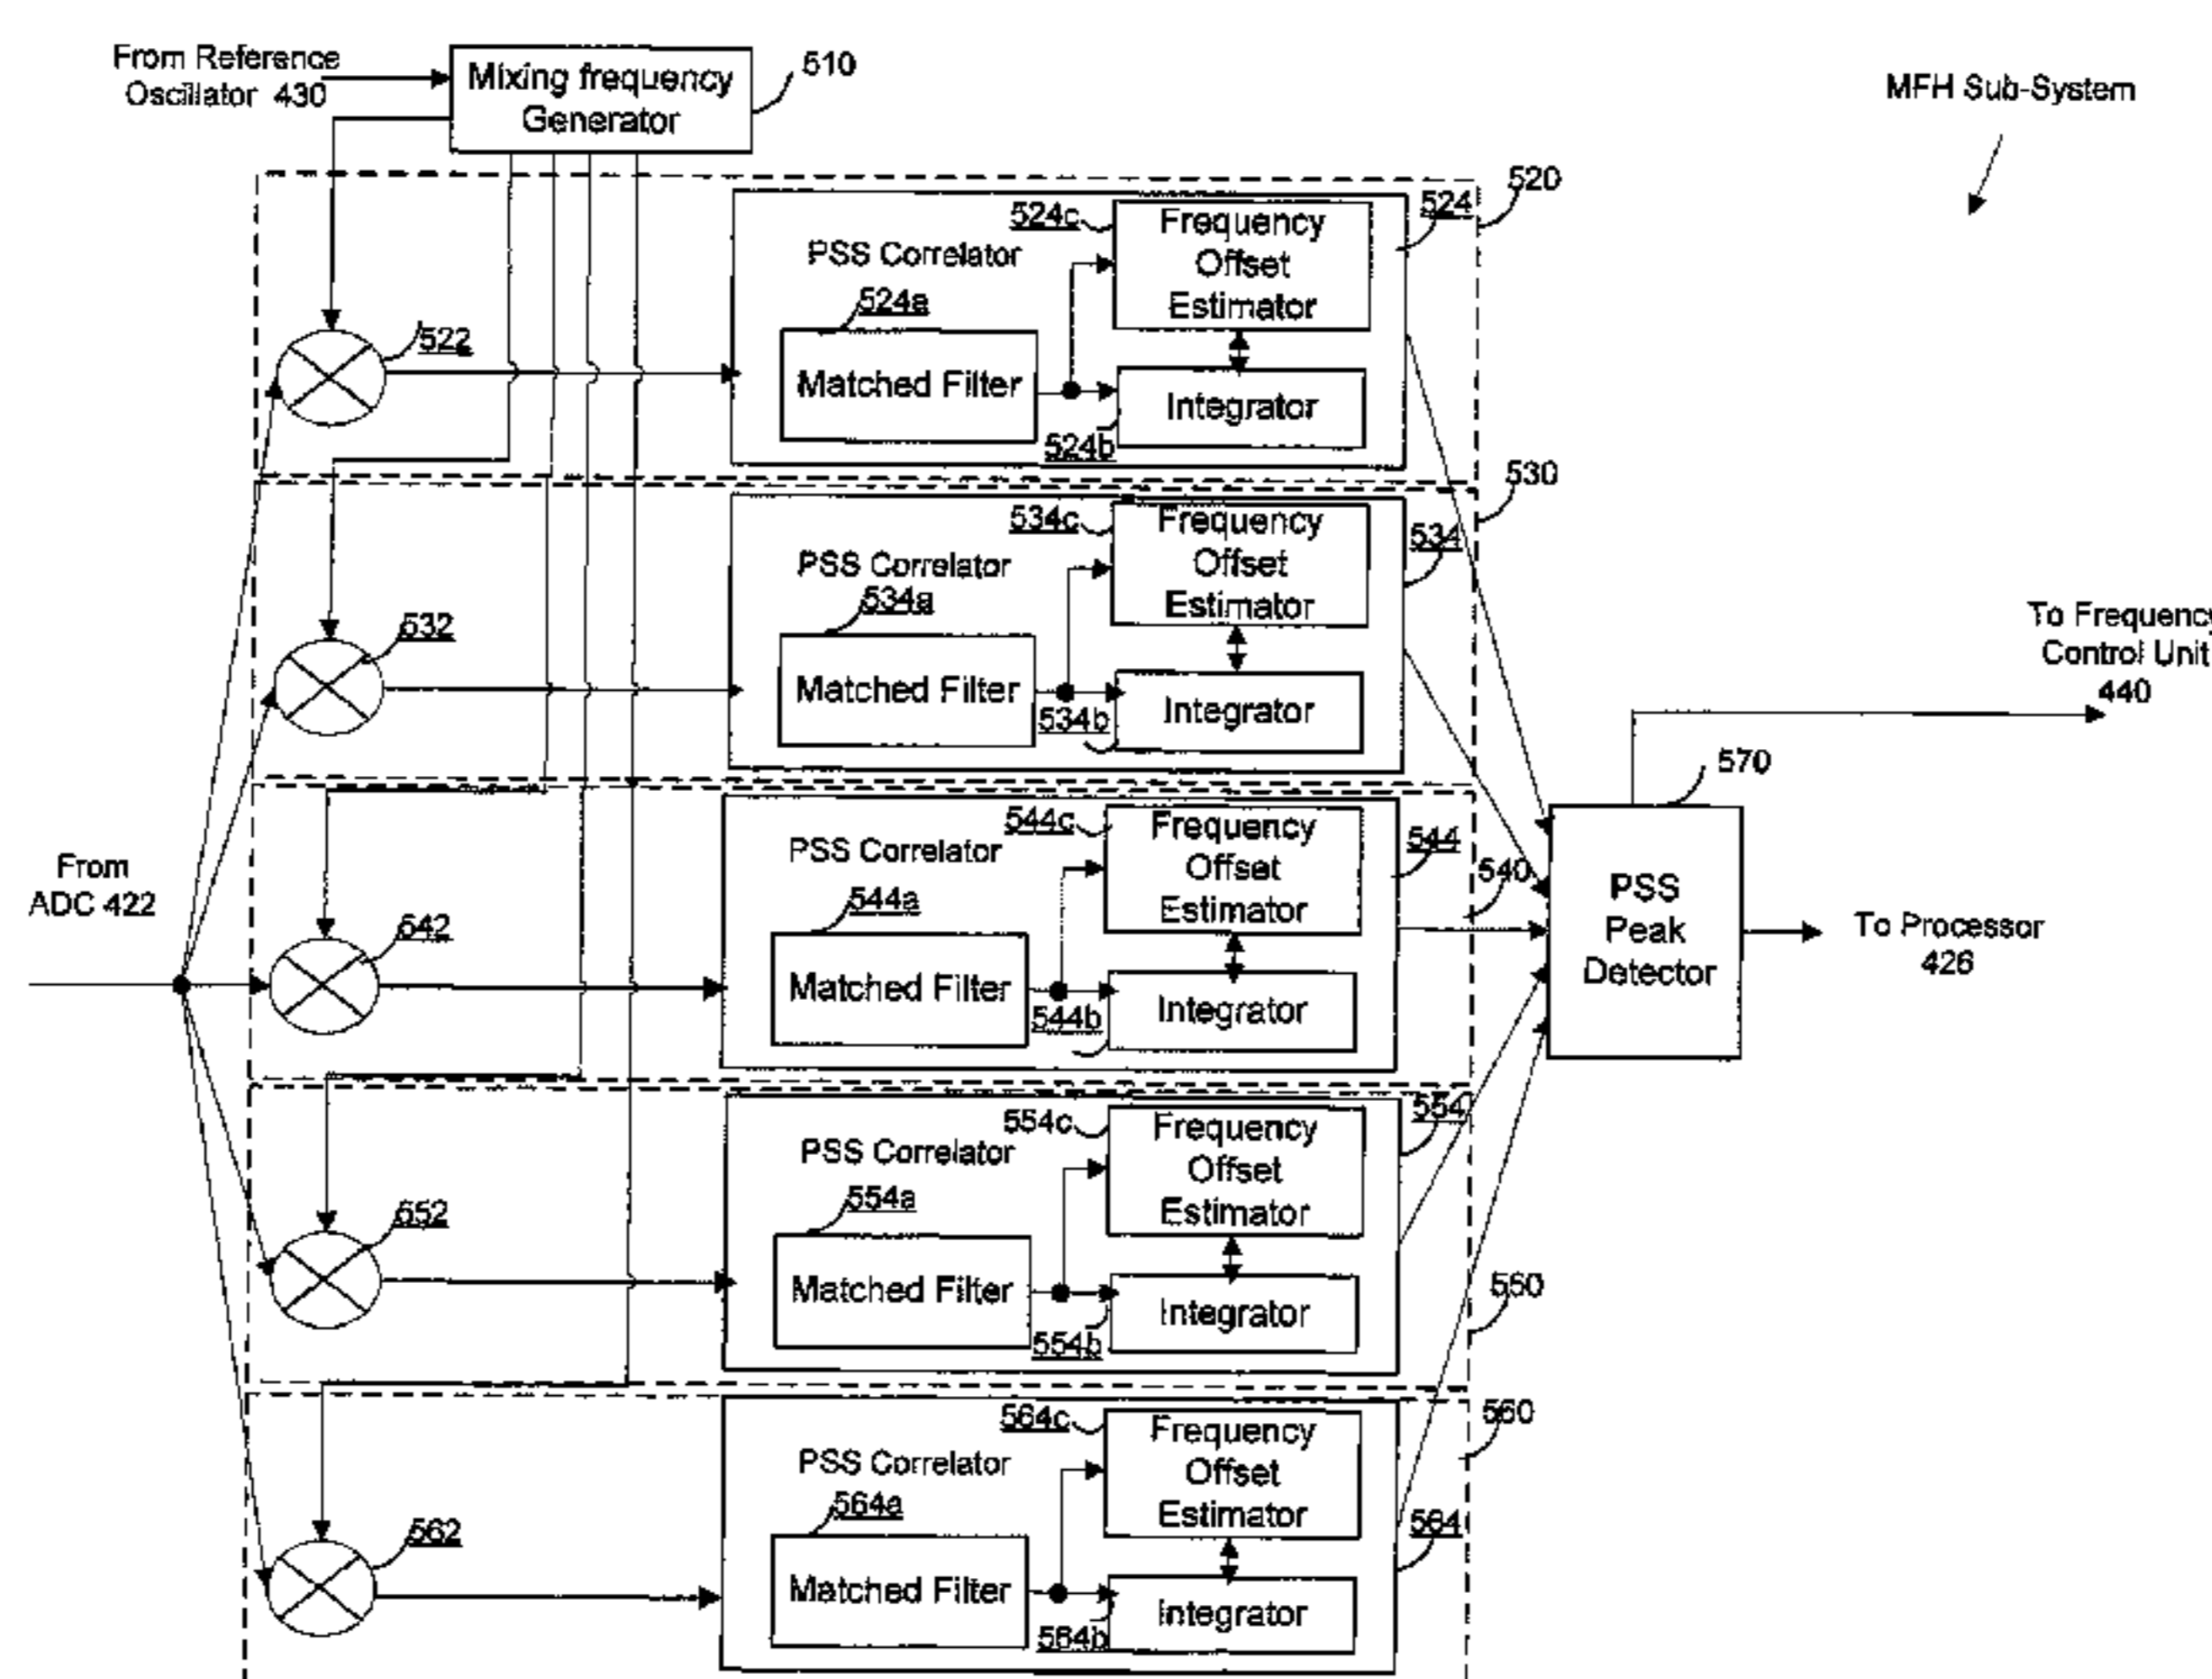 From Reference
Oscillator 430
Mixing frequency
Generator
510
MFH Sub-System
520
524
524c
Frequency
Offset
Estimator
PSS Correlator
524a
Matched Filter
Integrator
524b
522
530
534
534c
Frequency
Offset
Estimator
PSS Correlator
534a
Matched Filter
Integrator
534b
532
To Frequency
Control Unit
440
570
540
544
544c
Frequency
Offset
Estimator
PSS Correlator
544a
Matched Filter
Integrator
544b
542
From
ADC 422
PSS
Peak
Detector
To Processor
426
550
554
554c
Frequency
Offset
Estimator
PSS Correlator
554a
Matched Filter
Integrator
554b
552
560
564
564c
Frequency
Offset
Estimator
PSS Correlator
564a
Matched Filter
Integrator
564b
562